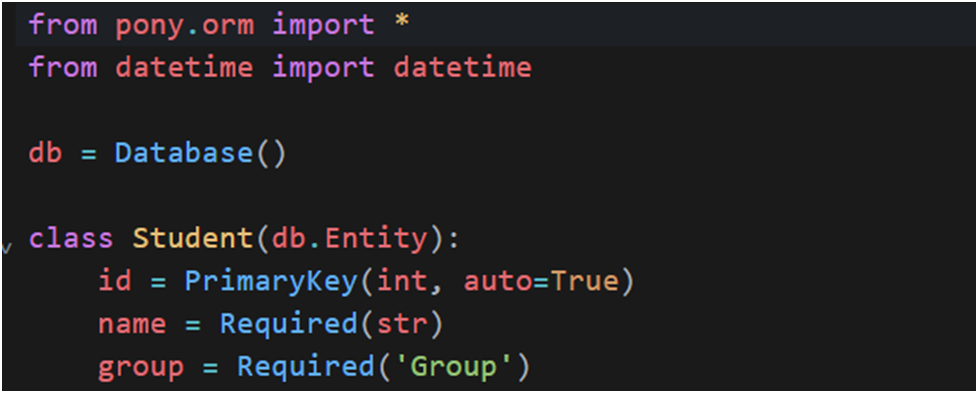 from pony.orm import *
from datetime import datetime
db = Database()
class Student(db.Entity):
id = PrimaryKey(int, auto=True)
name = Required(str)
group = Required('Group')